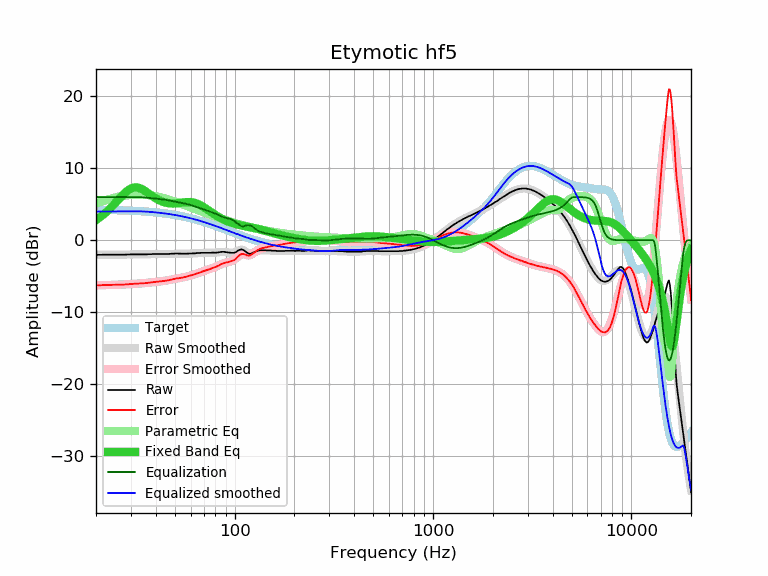 Etymotic hf5
20
10
0
−10
−20
−30
Amplitude (dBr)
Target
Raw Smoothed
Error Smoothed
Raw
Error
Parametric Eq
Fixed Band Eq
Equalization
Equalized smoothed
100
1000
10000
Frequency (Hz)